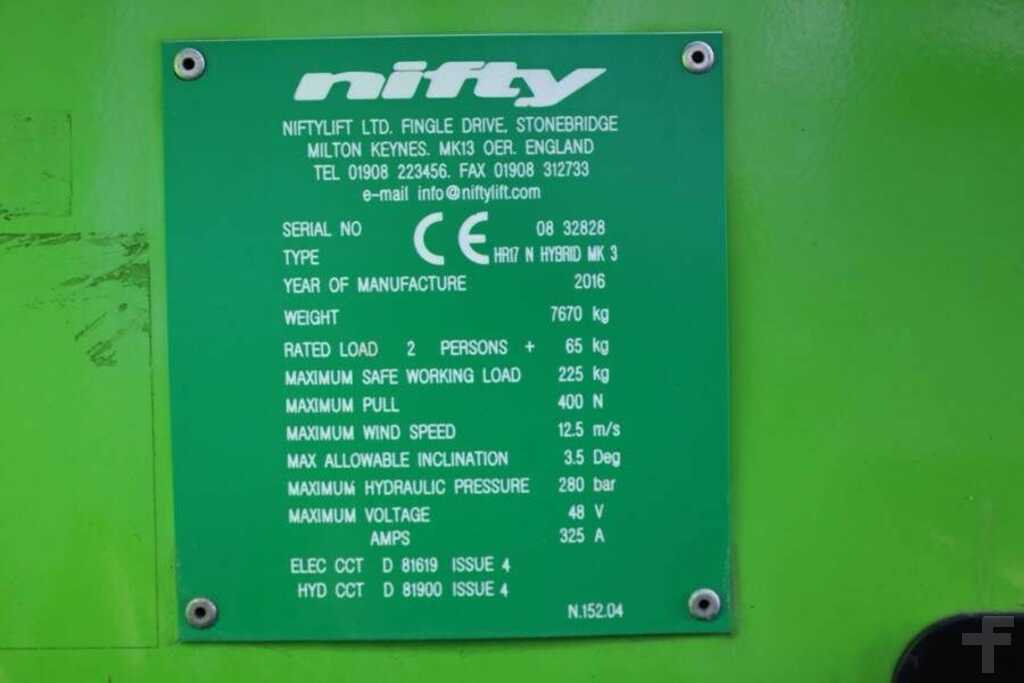 nifty
NIFTYLIFT LTD. FINGLE DRIVE, STONEBRIDGE
MILTON KEYNES. MK13 OER. ENGLAND
TEL 01908 223456. FAX 01908 312733
e-mail info@niftylift.com
SERIAL NO CE 08 32828
TYPE HR17 N HYBRID MK 3
YEAR OF MANUFACTURE 2016
WEIGHT 7670 kg
RATED LOAD 2 PERSONS + 65 kg
MAXIMUM SAFE WORKING LOAD 225 kg
MAXIMUM PULL 400 N
MAXIMUM WIND SPEED 12.5 m/s
MAX ALLOWABLE INCLINATION 3.5 Deg
MAXIMUM HYDRAULIC PRESSURE 280 bar
MAXIMUM VOLTAGE 48 V
AMPS 325 A
ELEC CCT D 81619 ISSUE 4
HYD CCT D 81900 ISSUE 4
N.152.04